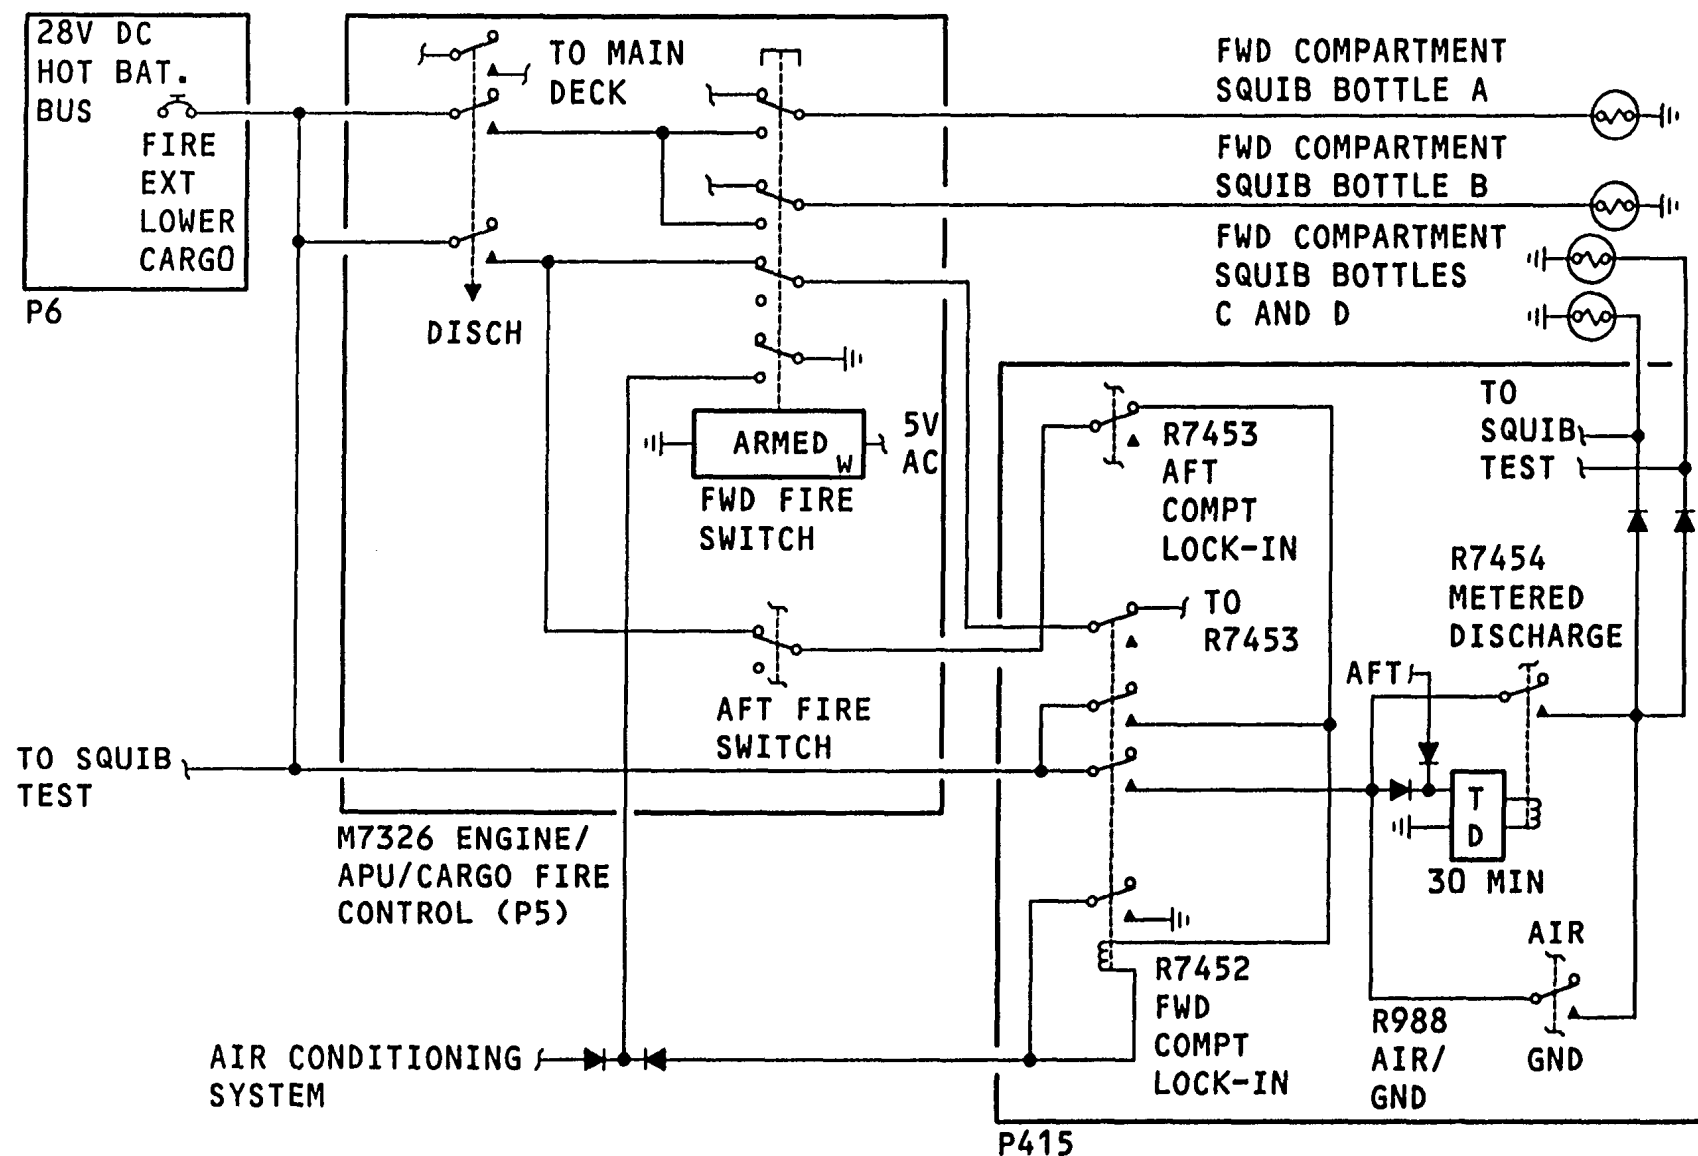 28V DC
HOT BAT.
BUS
FIRE
EXT
LOWER
CARGO
P6
TO MAIN
DECK
DISCH
ARMED
W
5V
AC
FWD FIRE
SWITCH
AFT FIRE
SWITCH
TO SQUIB
TEST
M7326 ENGINE/
APU/CARGO FIRE
CONTROL (P5)
AIR CONDITIONING
SYSTEM
FWD COMPARTMENT
SQUIB BOTTLE A
FWD COMPARTMENT
SQUIB BOTTLE B
FWD COMPARTMENT
SQUIB BOTTLES
C AND D
TO
SQUIB
TEST
R7453
AFT
COMPT
LOCK-IN
TO
R7453
R7454
METERED
DISCHARGE
AFT
T
D
30 MIN
AIR
R7452
FWD
COMPT
LOCK-IN
R988
AIR/
GND
GND
P415